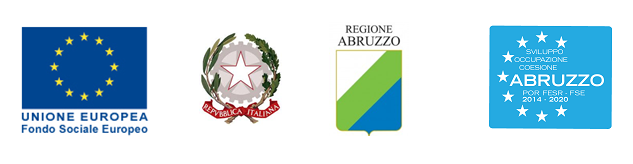 UNIONE EUROPEA
Fondo Sociale Europeo
REPVBBLICA ITALIANA
REGIONE
ABRUZZO
SVILUPPO
OCCUPAZIONE
COESIONE
ABRUZZO
POR FESR - FSE
2014 - 2020